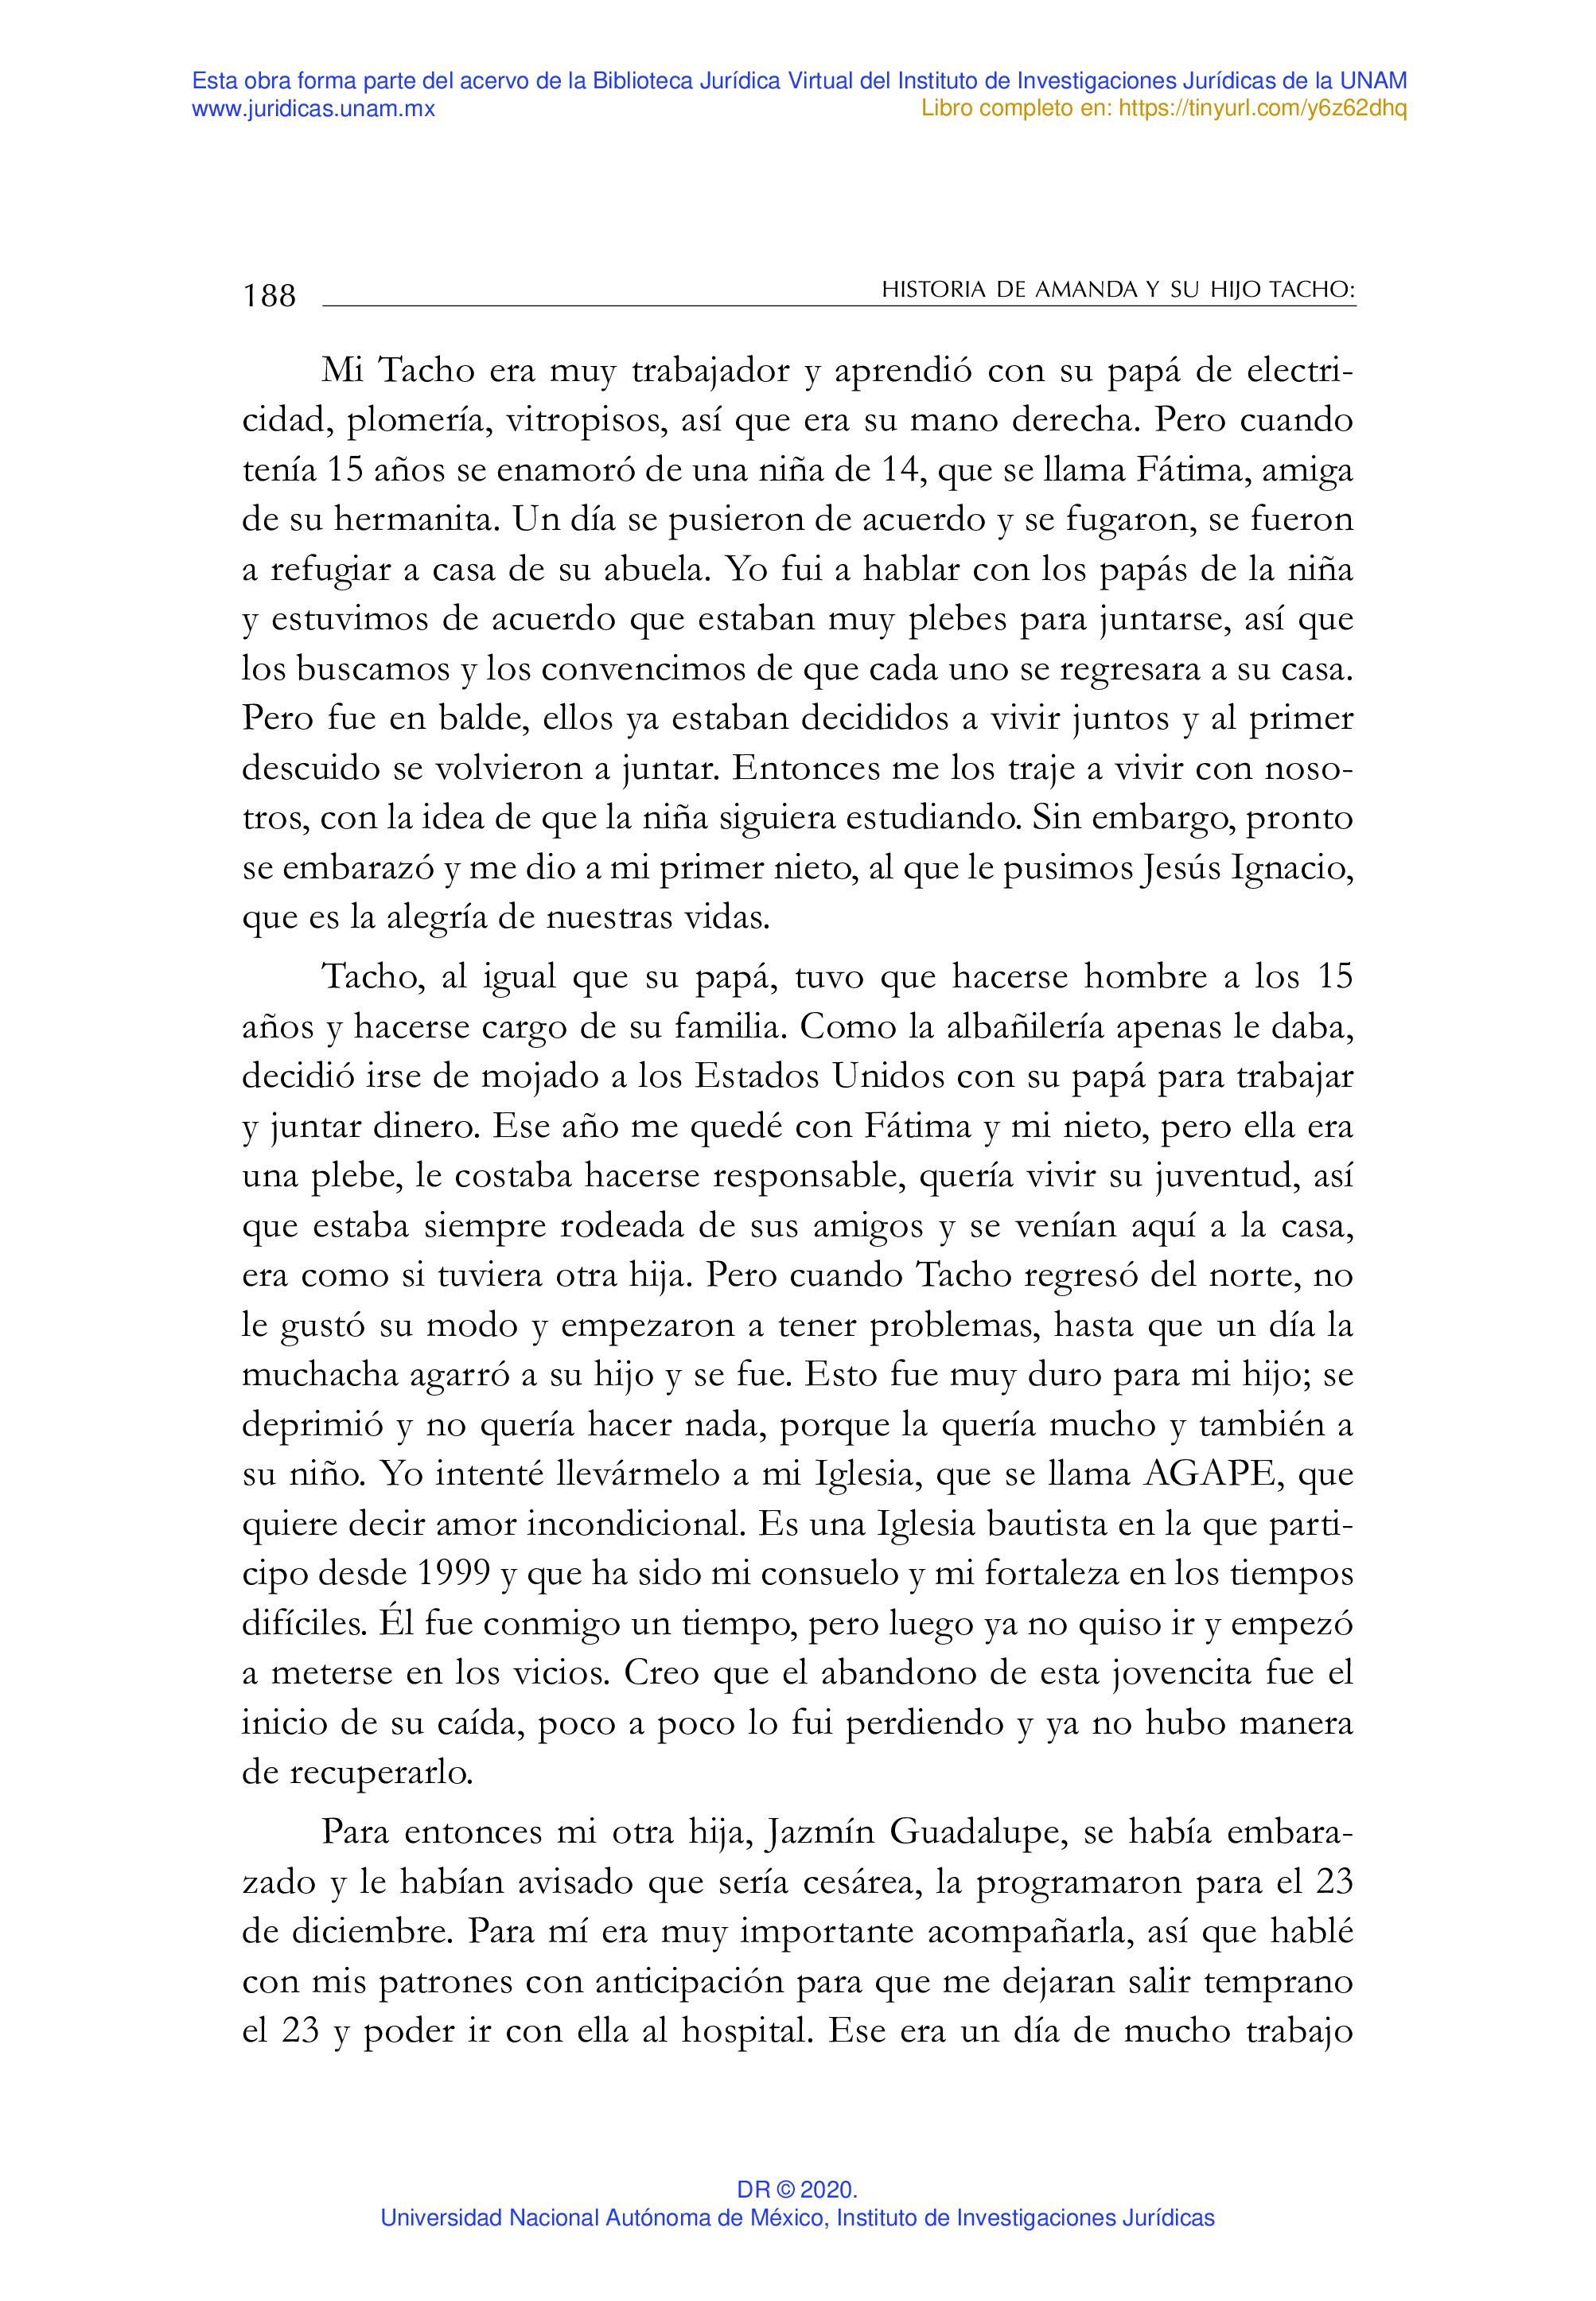 Esta obra forma parte del acervo de la Biblioteca Jurídica Virtual del Instituto de Investigaciones Jurídicas de la UNAM
www.juridicas.unam.mx
Libro completo en: https://tinyurl.com/y6z62dhq
188
HISTORIA DE AMANDA Y SU HIJO TACHO:
Mi Tacho era muy trabajador y aprendió con su papá de electri-
cidad, plomería, vitropisos, así que era su mano derecha. Pero cuando
tenía 15 años se enamoró de una niña de 14, que se llama Fátima, amiga
de su hermanita. Un día se pusieron de acuerdo y se fugaron, se fueron
a refugiar a casa de su abuela. Yo fui a hablar con los papás de la niña
y estuvimos de acuerdo que estaban muy plebes para juntarse, así que
los buscamos y los convencimos de que cada uno se regresara a su casa.
Pero fue en balde, ellos ya estaban decididos a vivir juntos y al primer
descuido se volvieron a juntar. Entonces me los traje a vivir con noso-
tros, con la idea de que la niña siguiera estudiando. Sin embargo, pronto
se embarazó y me dio a mi primer nieto, al que le pusimos Jesús Ignacio,
que es la alegría de nuestras vidas.
Tacho, al igual que su papá, tuvo que hacerse hombre a los 15
años y hacerse cargo de su familia. Como la albañilería apenas le daba,
decidió irse de mojado a los Estados Unidos con su papá para trabajar
y juntar dinero. Ese año me quedé con Fátima y mi nieto, pero ella era
una plebe, le costaba hacerse responsable, quería vivir su juventud, así
que estaba siempre rodeada de sus amigos y se venían aquí a la casa,
era como si tuviera otra hija. Pero cuando Tacho regresó del norte, no
le gustó su modo y empezaron a tener problemas, hasta que un día la
muchacha agarró a su hijo y se fue. Esto fue muy duro para mi hijo; se
deprimió y no quería hacer nada, porque la quería mucho y también a
su niño. Yo intenté llevármelo a mi Iglesia, que se llama AGAPE, que
quiere decir amor incondicional. Es una Iglesia bautista en la que parti-
cipo desde 1999 y que ha sido mi consuelo y mi fortaleza en los tiempos
difíciles. Él fue conmigo un tiempo, pero luego ya no quiso ir y empezó
a meterse en los vicios. Creo que el abandono de esta jovencita fue el
inicio de su caída, poco a poco lo fui perdiendo y ya no hubo manera
de recuperarlo.
Para entonces mi otra hija, Jazmín Guadalupe, se había embara-
zado y le habían avisado que sería cesárea, la programaron para el 23
de diciembre. Para mí era muy importante acompañarla, así que hablé
con mis patrones con anticipación para que me dejaran salir temprano
el 23 y poder ir con ella al hospital. Ese era un día de mucho trabajo
DR © 2020.
Universidad Nacional Autónoma de México, Instituto de Investigaciones Jurídicas